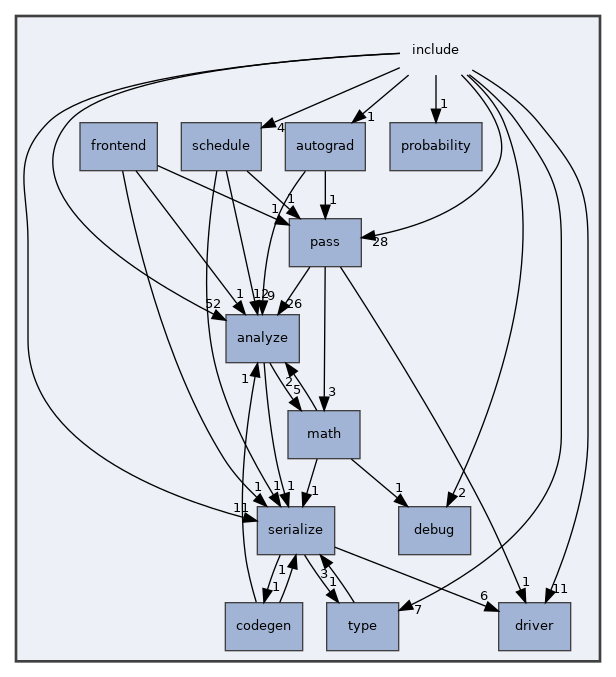 include
4
1
1
frontend
schedule
autograd
probability
1
1
1
pass
28
52
1
12
9
26
analyze
1
2
5
3
math
11
1
1
1
1
1
2
serialize
debug
1
1
3
1
6
1
11
7
codegen
type
driver